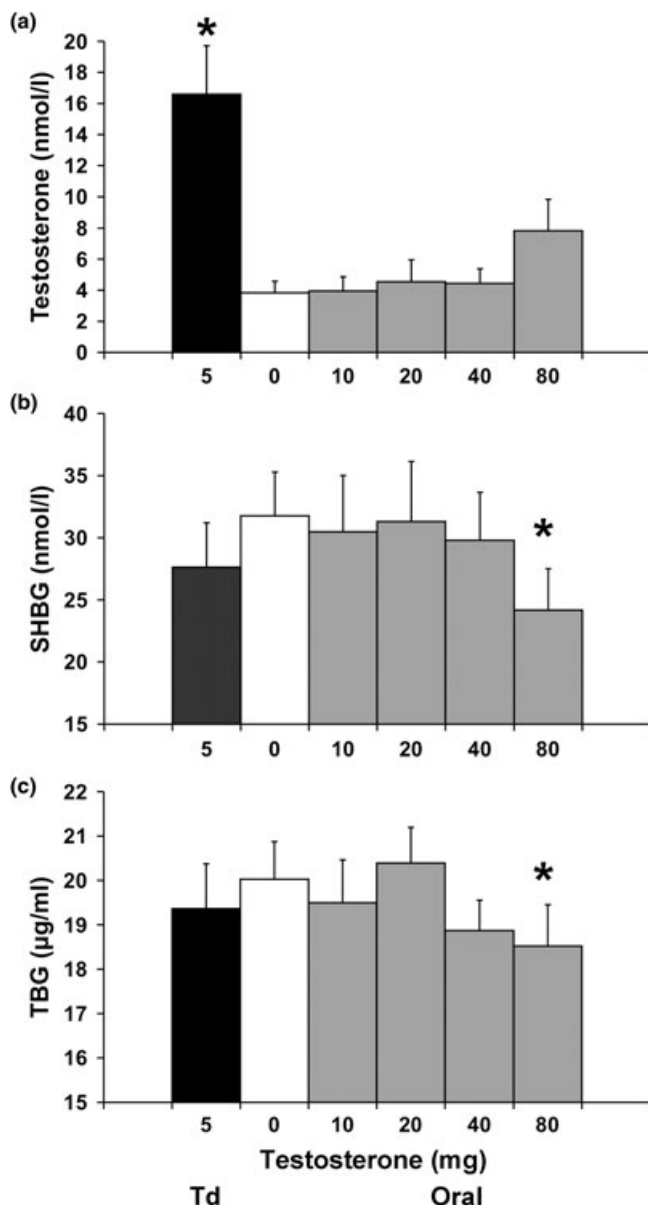 (a)
*
20
18
16
14
12
10
8
6
4
2
0
Testosterone (nmol/l)
5 0 10 20 40 80
(b)
40
35
30
25
20
15
SHBG (nmol/l)
*
5 0 10 20 40 80
(c)
22
21
20
19
18
17
16
15
TBG (µg/ml)
*
5 0 10 20 40 80
Testosterone (mg)
Td Oral